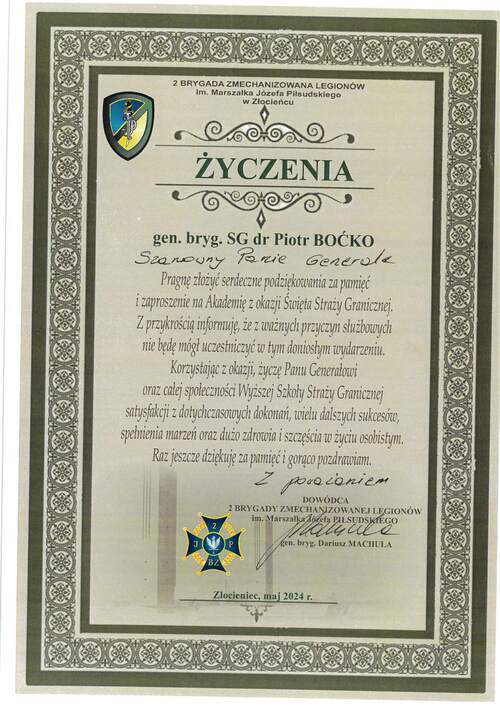 2 BRYGADA ZMECHANIZOWANA LEGIONÓW
im. Marszałka Józefa Piłsudskiego
w Złocieńcu
ŻYCZENIA
gen. bryg. SG dr Piotr BOĆKO
Szanowny Panie Generale
Pragnę złożyć serdeczne podziękowania za pamięć
i zaproszenie na Akademię z okazji Święta Straży Granicznej.
Z przykrością informuję, że z ważnych przyczyn służbowych
nie będę mógł uczestniczyć w tym doniosłym wydarzeniu.
Korzystając z okazji, życzę Panu Generałowi
oraz całej społeczności Wyższej Szkoły Straży Granicznej
satysfakcji z dotychczasowych dokonań, wielu dalszych sukcesów,
spełnienia marzeń oraz dużo zdrowia i szczęścia w życiu osobistym.
Raz jeszcze dziękuję za pamięć i gorąco pozdrawiam.
Z poważaniem
DOWÓDCA
2 BRYGADY ZMECHANIZOWANEJ LEGIONÓW
im. Marszałka Józefa PIŁSUDSKIEGO
gen. bryg. Dariusz MACHULA
2
J P
BZ
Złocieniec, maj 2024 r.